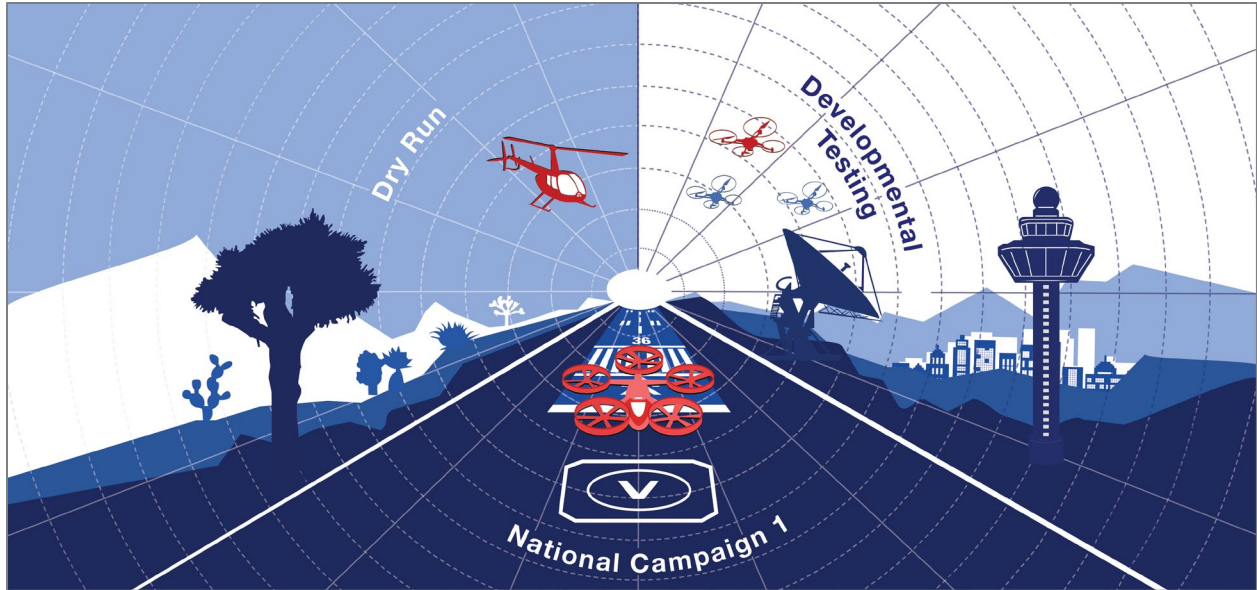 Dry Run
Developmental
Testing
36
V
National Campaign 1